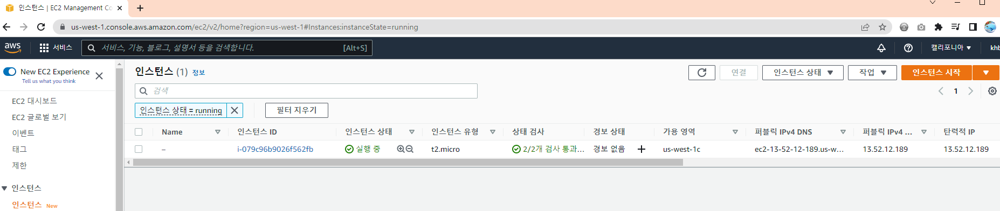 인스턴스 | EC2 Management Co
us-west-1.console.aws.amazon.com/ec2/v2/home?region=us-west-1#Instances:instanceState=running
aws 서비스 서비스, 기능, 블로그, 설명서 등을 검색합니다. [Alt+S] 캘리포니아 khb
New EC2 Experience
Tell us what you think
EC2 대시보드
EC2 글로벌 보기
이벤트
태그
제한
인스턴스
인스턴스 New
인스턴스 (1) 정보 연결 인스턴스 상태 작업 인스턴스 시작
검색 1
인스턴스 상태 = running 필터 지우기
Name 인스턴스 ID 인스턴스 상태 인스턴스 유형 상태 검사 경보 상태 가용 영역 퍼블릭 IPv4 DNS 퍼블릭 IPv4 ... 탄력적 IP
– i-079c96b9026f562fb 실행 중 t2.micro 2/2개 검사 통과... 경보 없음 us-west-1c ec2-13-52-12-189.us-w... 13.52.12.189 13.52.12.189